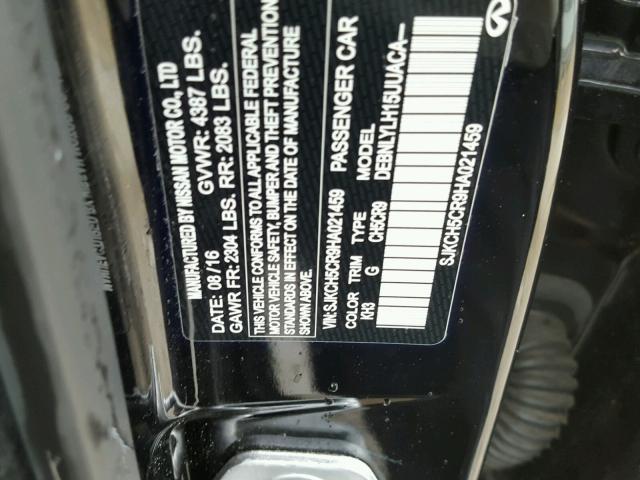 MANUFACTURED BY NISSAN MOTOR CO., LTD
DATE: 08/16 GVWR: 4387 LBS.
GAWR FR: 2304 LBS. RR: 2083 LBS.
THIS VEHICLE CONFORMS TO ALL APPLICABLE FEDERAL
MOTOR VEHICLE SAFETY, BUMPER AND THEFT PREVENTION
STANDARDS IN EFFECT ON THE DATE OF MANUFACTURE
SHOWN ABOVE.
VIN:SJKCH5CR9HA021459 PASSENGER CAR
COLOR TRIM TYPE MODEL
KH3 G CH5CR9 DEBNLYLH15UUACA—
SJKCH5CR9HA021459